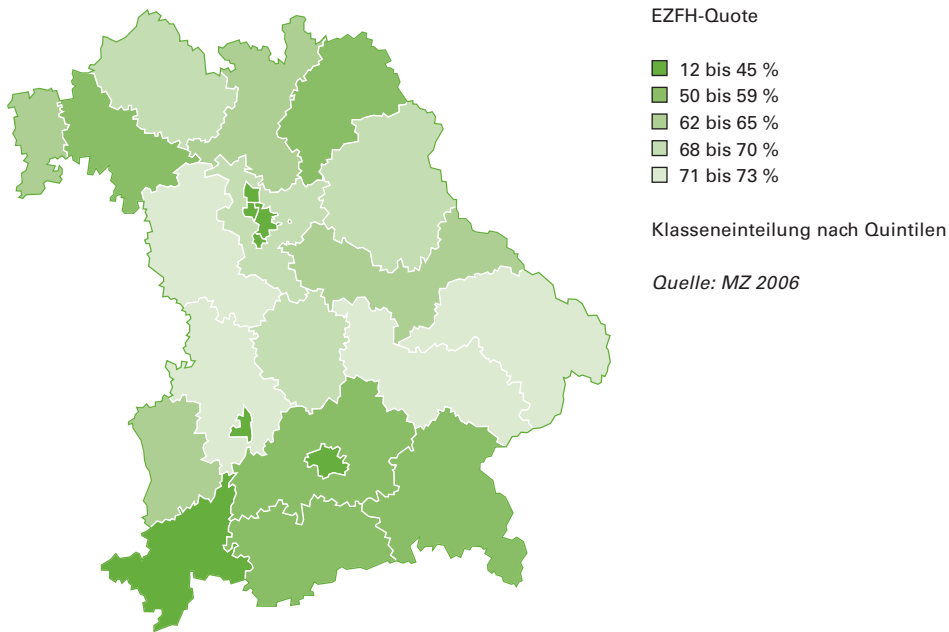 EZFH-Quote
12 bis 45 %
50 bis 59 %
62 bis 65 %
68 bis 70 %
71 bis 73 %
Klasseneinteilung nach Quintilen
Quelle: MZ 2006